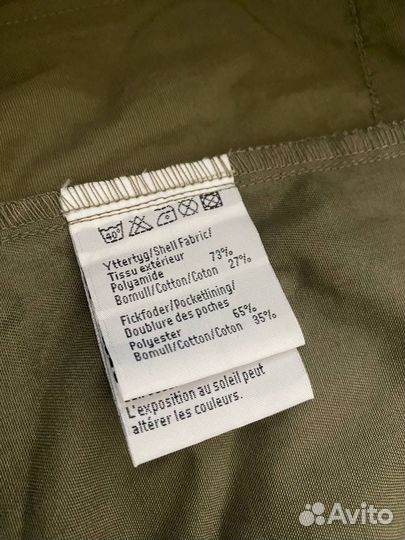 40°
Yttertyg/Shell Fabric/
Tissu extérieur
Polyamide 73%
Bomull/Cotton/Coton 27%
Fickfoder/Pocketlining/
Doublure des poches
Polyester 65%
Bomull/Cotton/Coton 35%
L'exposition au soleil peut
altérer les couleurs.
Avito